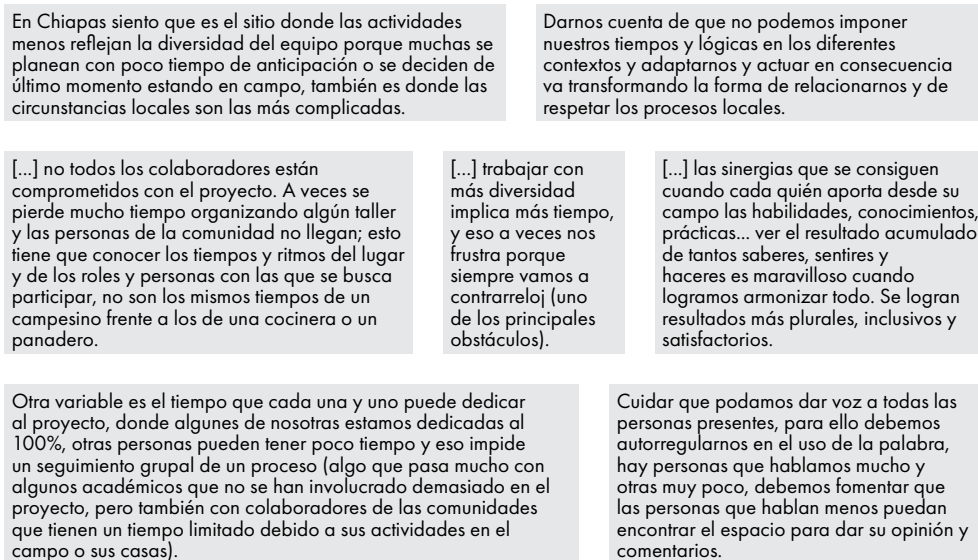 En Chiapas siento que es el sitio donde las actividades
menos reflejan la diversidad del equipo porque muchas se
planean con poco tiempo de anticipación o se deciden de
último momento estando en campo, también es donde las
circunstancias locales son las más complicadas.
Darnos cuenta de que no podemos imponer
nuestros tiempos y lógicas en los diferentes
contextos y adaptarnos y actuar en consecuencia
va transformando la forma de relacionarnos y de
respetar los procesos locales.
[...] no todos los colaboradores están
comprometidos con el proyecto. A veces se
pierde mucho tiempo organizando algún taller
y las personas de la comunidad no llegan; esto
tiene que conocer los tiempos y ritmos del lugar
y de los roles y personas con las que se busca
participar, no son los mismos tiempos de un
campesino frente a los de una cocinera o un
panadero.
[...] trabajar con
más diversidad
implica más tiempo,
y eso a veces nos
frustra porque
siempre vamos a
contrarreloj (uno
de los principales
obstáculos).
[...] las sinergias que se consiguen
cuando cada quién aporta desde su
campo las habilidades, conocimientos,
prácticas... ver el resultado acumulado
de tantos saberes, sentires y
haceres es maravilloso cuando
logramos armonizar todo. Se logran
resultados más plurales, inclusivos y
satisfactorios.
Otra variable es el tiempo que cada una y uno puede dedicar
al proyecto, donde algunes de nosotras estamos dedicadas al
100%, otras personas pueden tener poco tiempo y eso impide
un seguimiento grupal de un proceso (algo que pasa mucho con
algunos académicos que no se han involucrado demasiado en el
proyecto, pero también con colaboradores de las comunidades
que tienen un tiempo limitado debido a sus actividades en el
campo o sus casas).
Cuidar que podamos dar voz a todas las
personas presentes, para ello debemos
autorregularnos en el uso de la palabra,
hay personas que hablamos mucho y
otras muy poco, debemos fomentar que
las personas que hablan menos puedan
encontrar el espacio para dar su opinión y
comentarios.